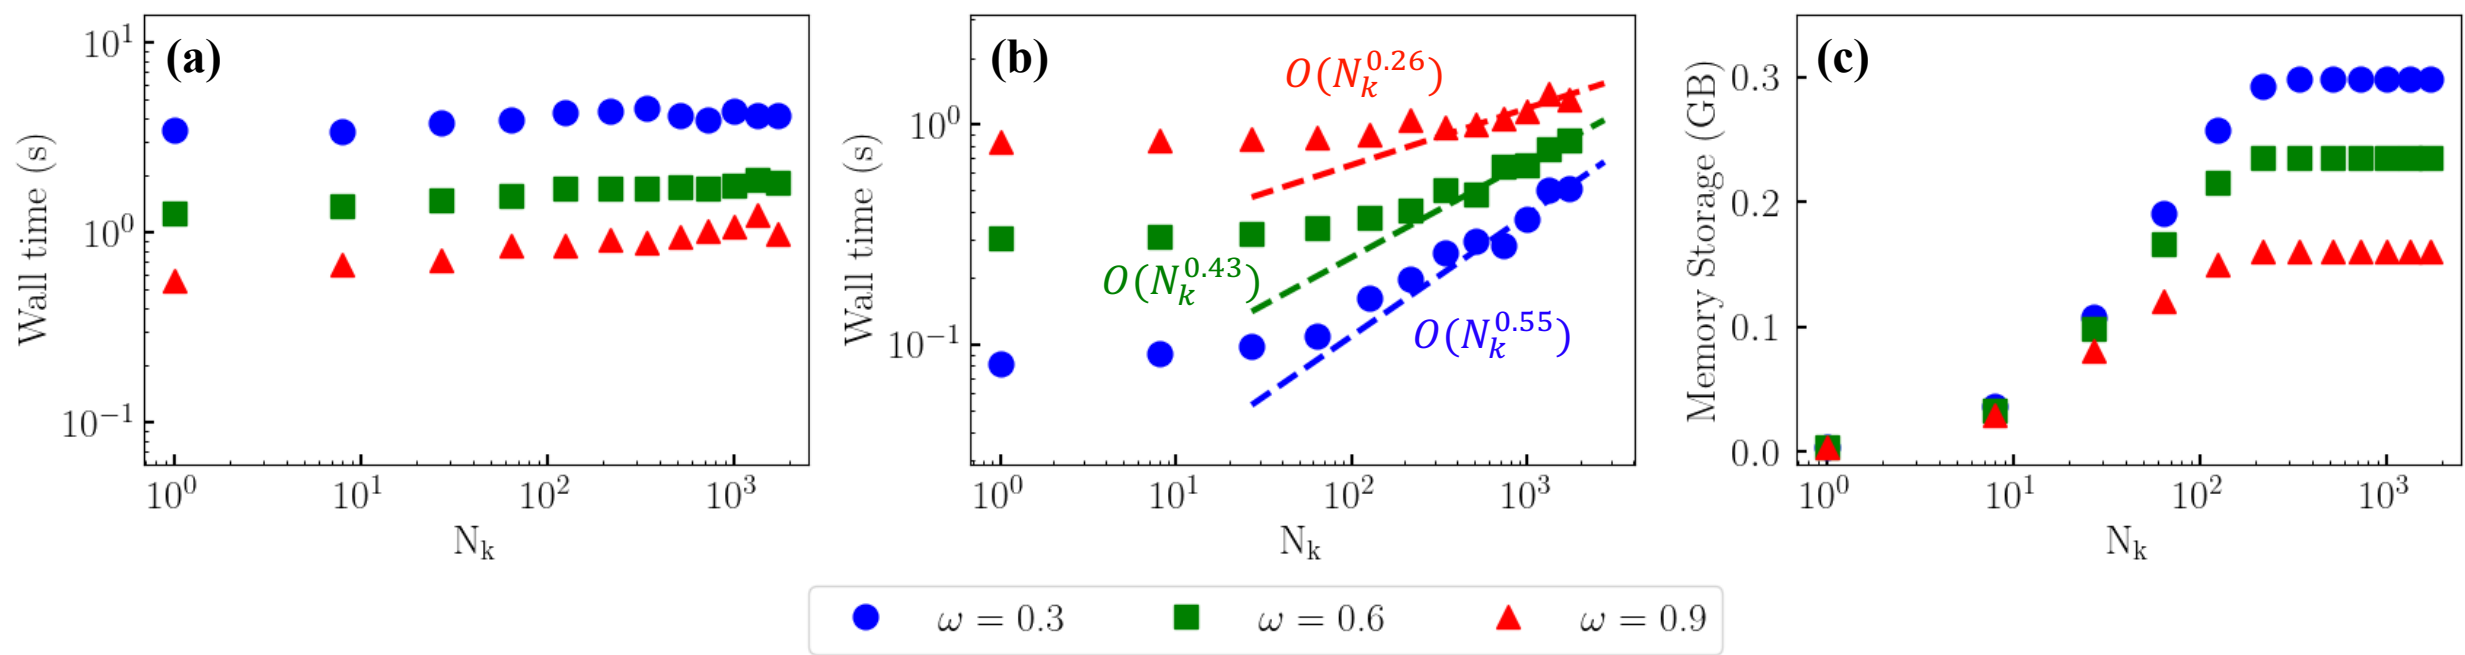 (a)
Wall time (s)
10^1
10^0
10^{-1}
10^0 10^1 10^2 10^3
N_k
(b)
Wall time (s)
10^0
10^{-1}
O(N_k^{0.26})
O(N_k^{0.43})
O(N_k^{0.55})
10^0 10^1 10^2 10^3
N_k
(c)
Memory Storage (GB)
0.3
0.2
0.1
0.0
10^0 10^1 10^2 10^3
N_k
ω = 0.3 ω = 0.6 ω = 0.9